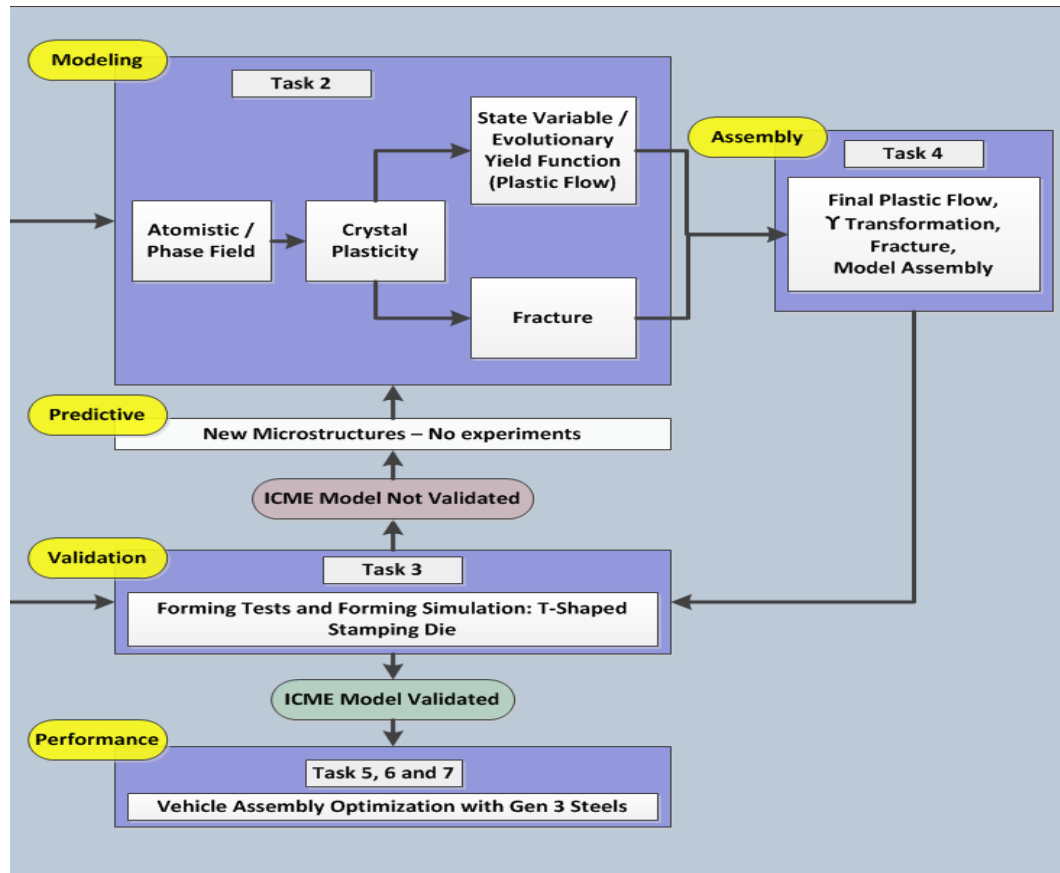 Modeling
Task 2
State Variable /
Evolutionary
Yield Function
(Plastic Flow)
Atomistic /
Phase Field
Crystal
Plasticity
Fracture
Assembly
Task 4
Final Plastic Flow,
ϒ Transformation,
Fracture,
Model Assembly
Predictive
New Microstructures – No experiments
ICME Model Not Validated
Validation
Task 3
Forming Tests and Forming Simulation: T-Shaped
Stamping Die
ICME Model Validated
Performance
Task 5, 6 and 7
Vehicle Assembly Optimization with Gen 3 Steels